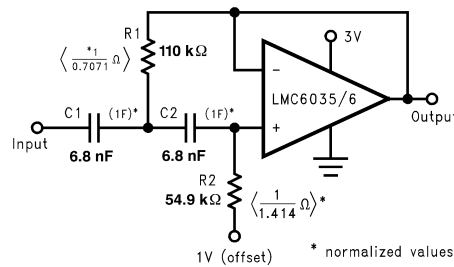 R1
110 kΩ
⟨*1/0.7071 Ω⟩
3V
−
LMC6035/6
+
Output
C1 (1F)*
C2 (1F)*
Input
6.8 nF
6.8 nF
R2
54.9 kΩ
⟨1/1.414 Ω⟩*
1V (offset)
* normalized values